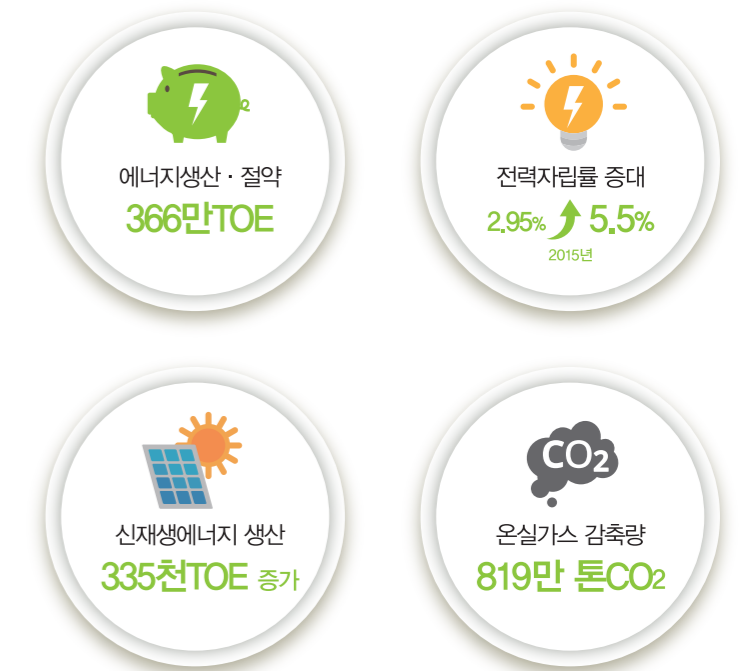 에너지생산 · 절약
366만TOE
전력자립률 증대
2.95% 5.5%
2015년
CO2
신재생에너지 생산
335천TOE 증가
온실가스 감축량
819만 톤CO2